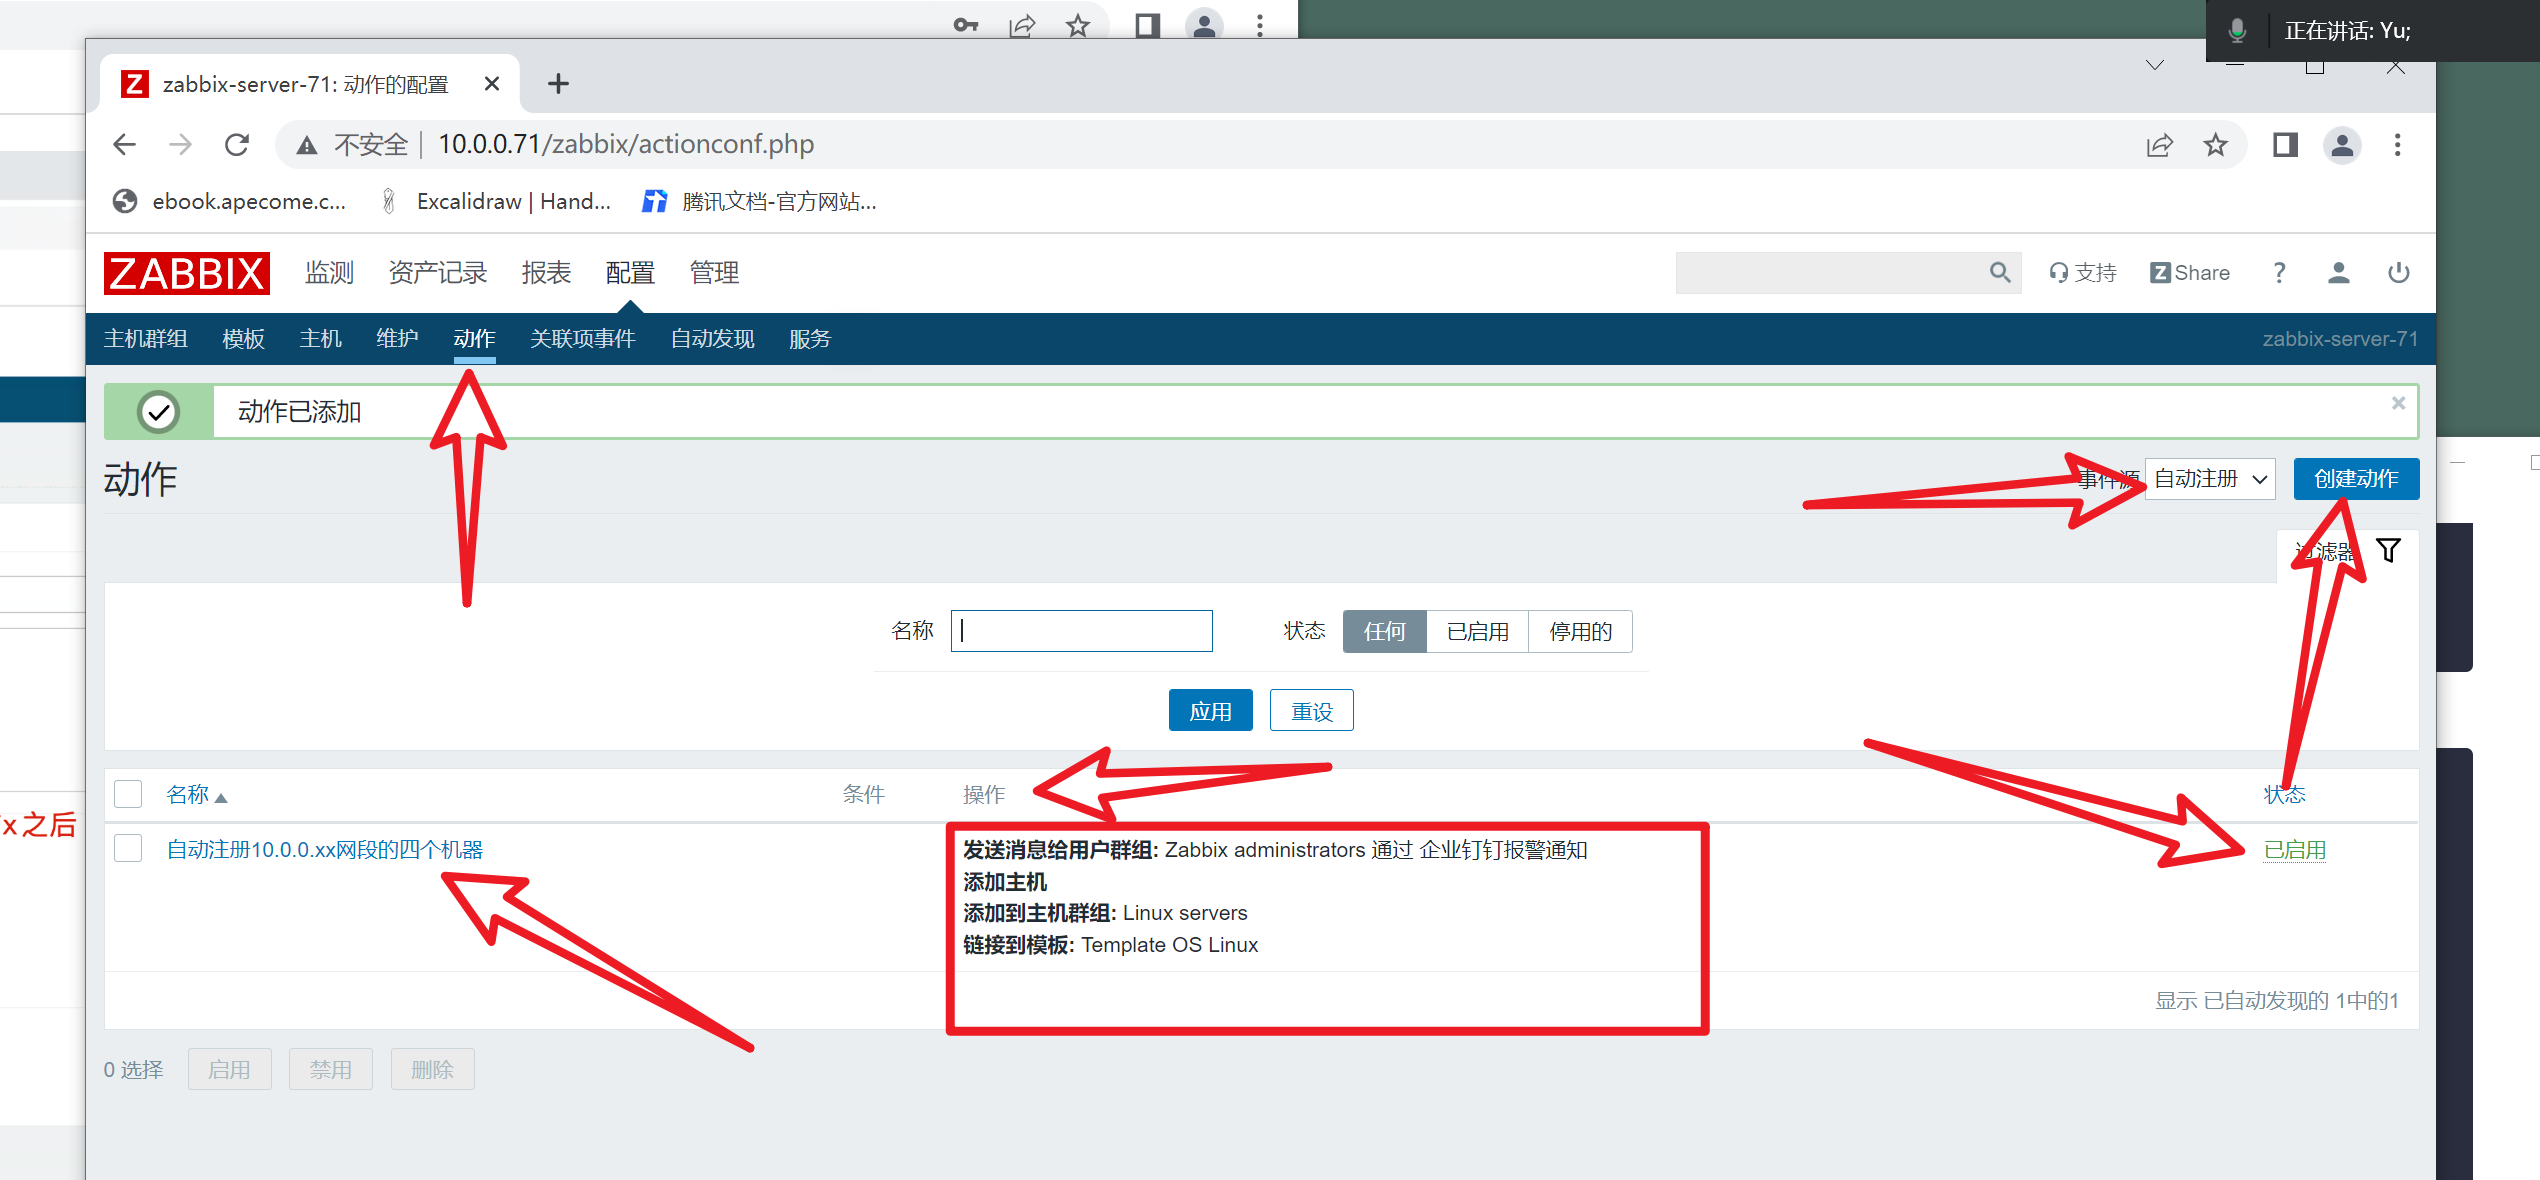 正在讲话: Yu;
zabbix-server-71: 动作的配置
不安全 | 10.0.0.71/zabbix/actionconf.php
ebook.apecome.c...
Excalidraw | Hand...
腾讯文档-官方网站...
ZABBIX 监测 资产记录 报表 配置 管理
支持
Z Share
?
主机群组 模板 主机 维护 动作 关联项事件 自动发现 服务
zabbix-server-71
动作已添加
动作
事件源 自动注册 创建动作
过滤器
名称
状态 任何 已启用 停用的
应用 重设
名称 条件 操作 状态
x之后
自动注册10.0.0.xx网段的四个机器
发送消息给用户群组: Zabbix administrators 通过 企业钉钉报警通知
添加主机
添加到主机群组: Linux servers
链接到模板: Template OS Linux
已启用
显示 已自动发现的 1中的1
0 选择 启用 禁用 删除